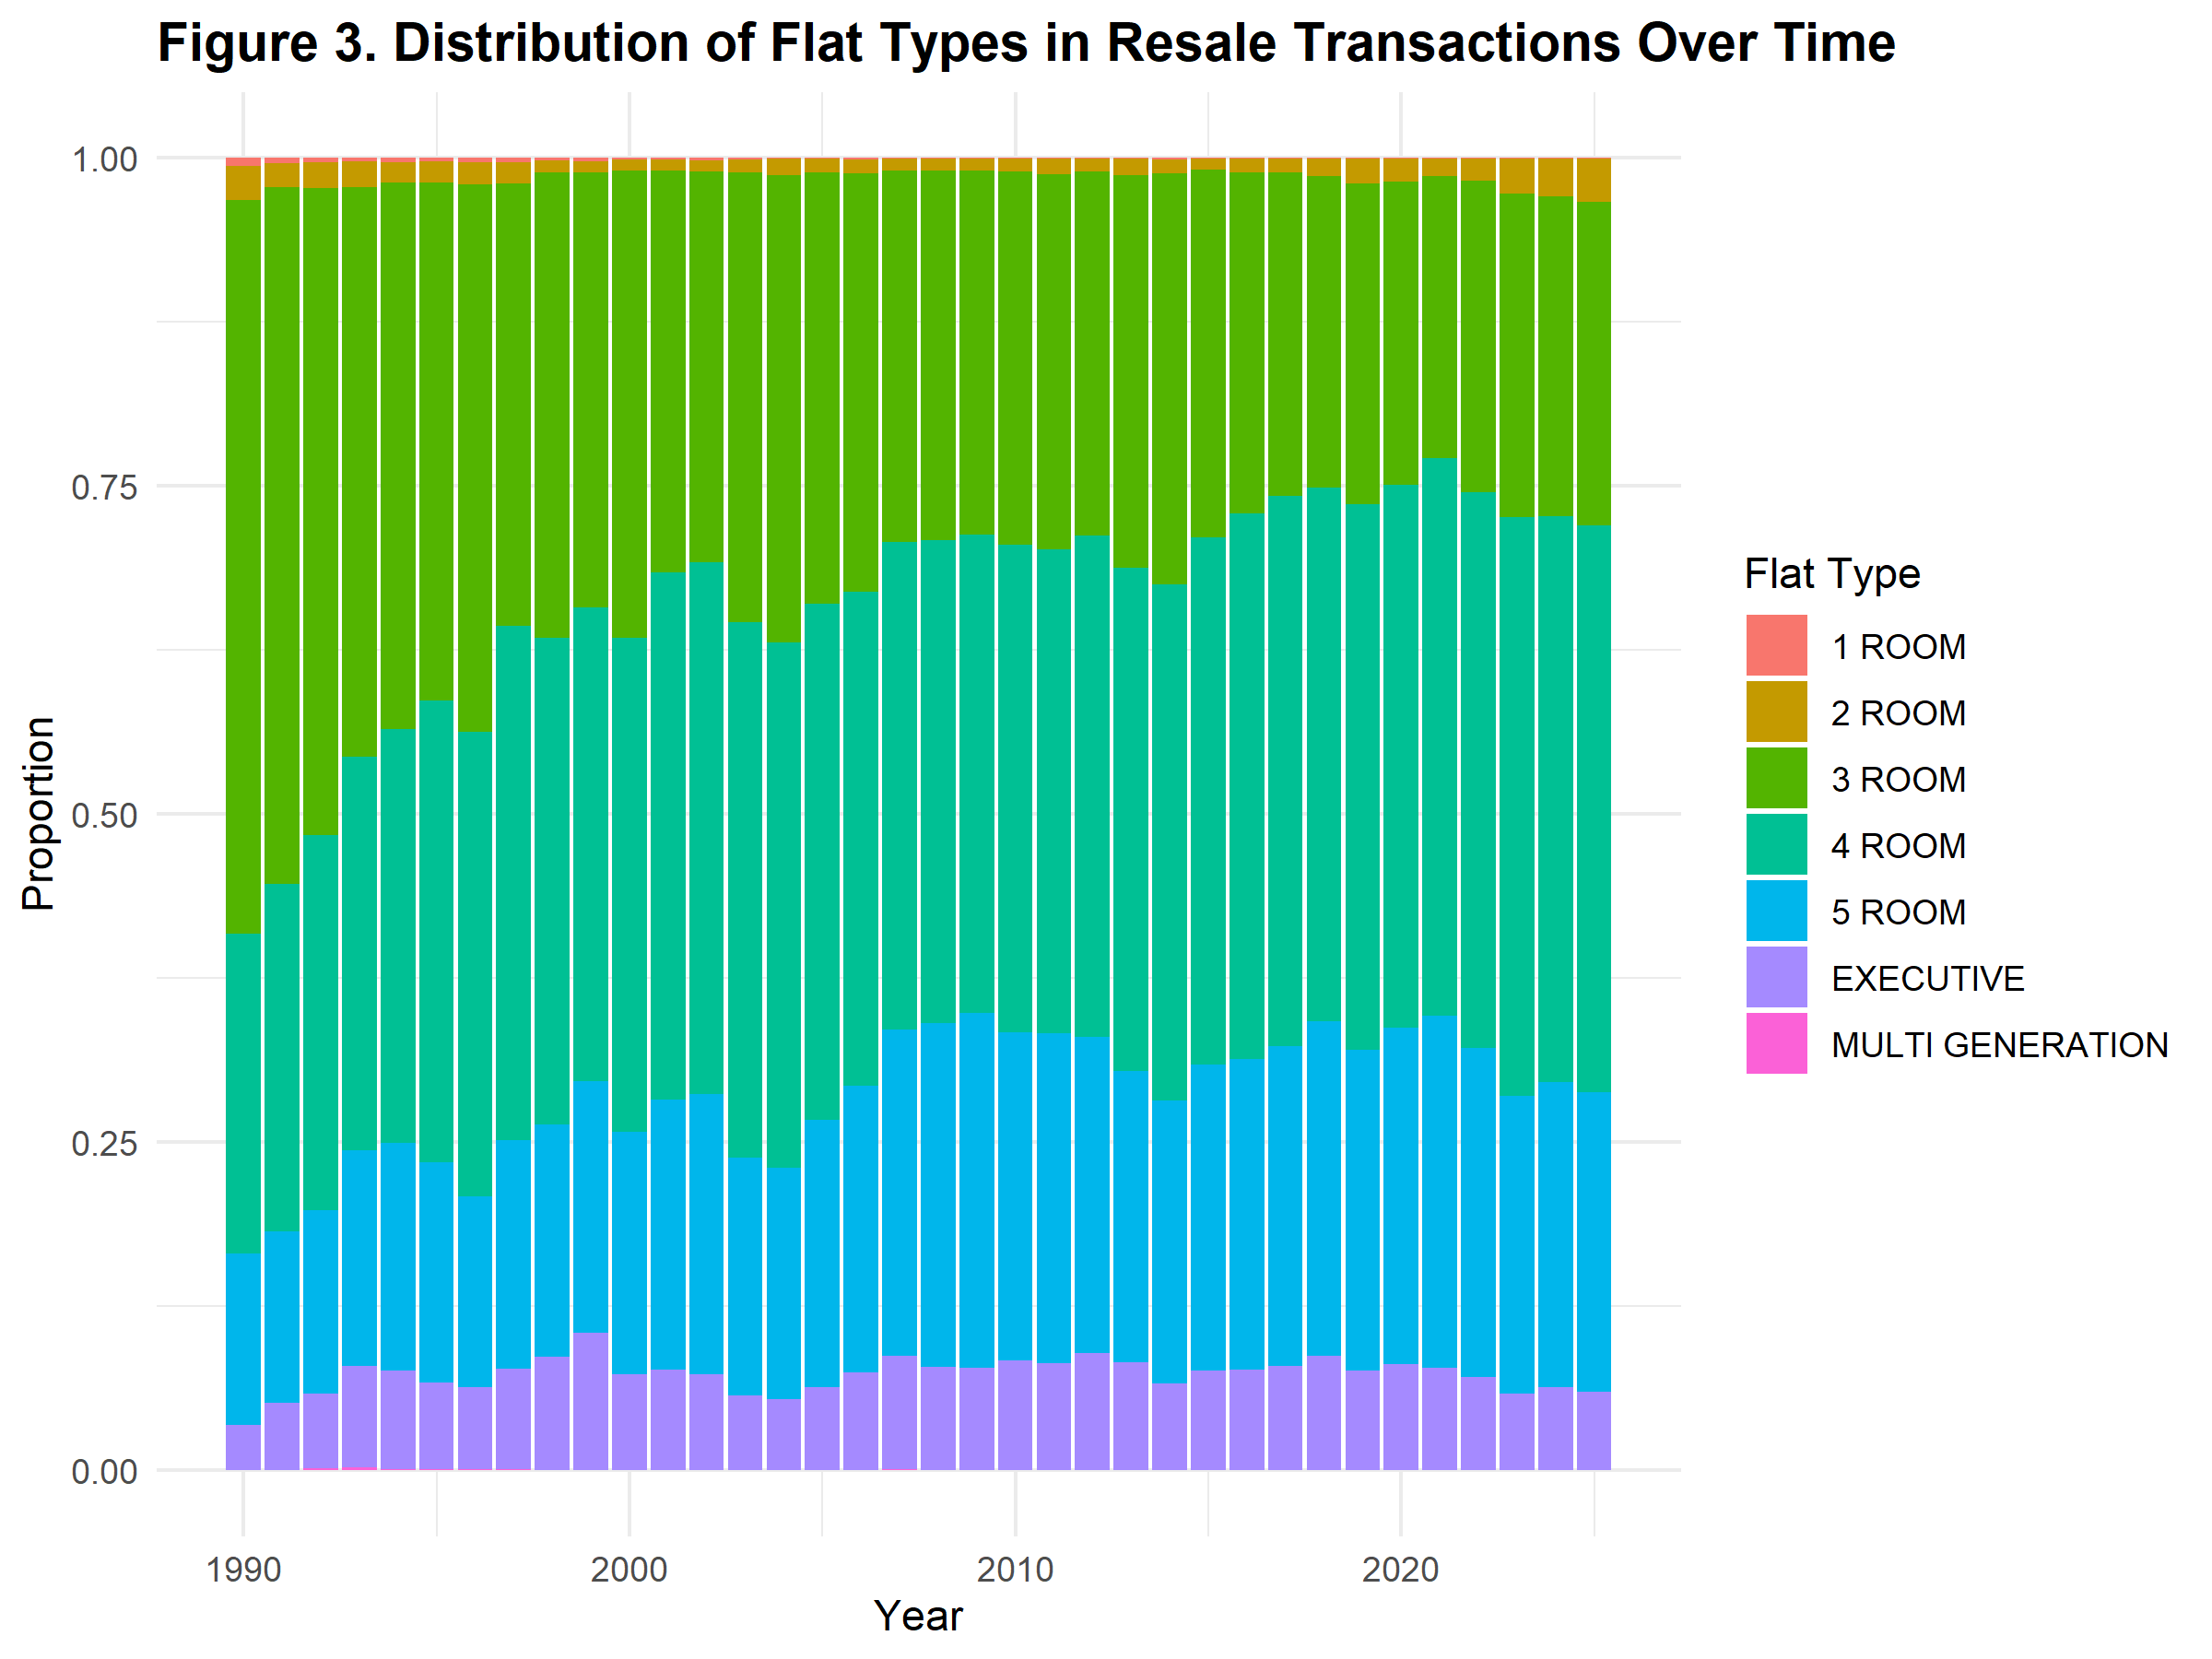 Figure 3. Distribution of Flat Types in Resale Transactions Over Time
1.00
0.75
0.50
0.25
0.00
Proportion
1990
2000
2010
2020
Year
Flat Type
1 ROOM
2 ROOM
3 ROOM
4 ROOM
5 ROOM
EXECUTIVE
MULTI GENERATION